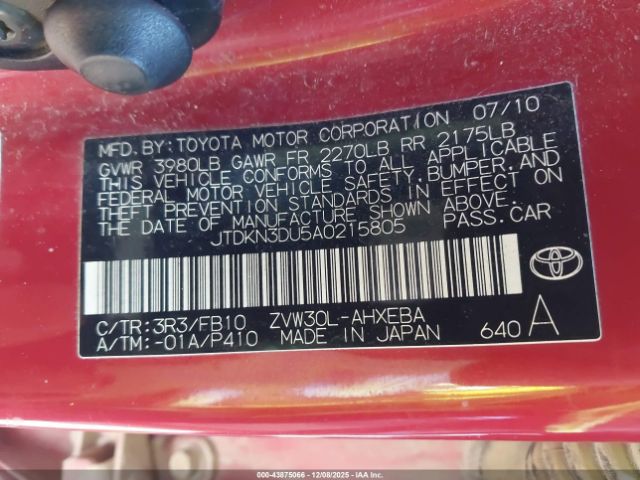 MFD. BY: TOYOTA MOTOR CORPORATION 07/10
GVWR 3980LB GAWR FR 2270LB RR 2175LB
THIS VEHICLE CONFORMS TO ALL APPLICABLE
FEDERAL MOTOR VEHICLE SAFETY, BUMPER, AND
THEFT PREVENTION STANDARDS IN EFFECT ON
THE DATE OF MANUFACTURE SHOWN ABOVE.
JTDKN3DU5A0215805 PASS. CAR
C/TR: 3R3/FB10 ZVW30L-AHXEBA
A/TM: -01A/P410 MADE IN JAPAN 640 A
000-43875066 - 12/08/2025 - IAAI.COM